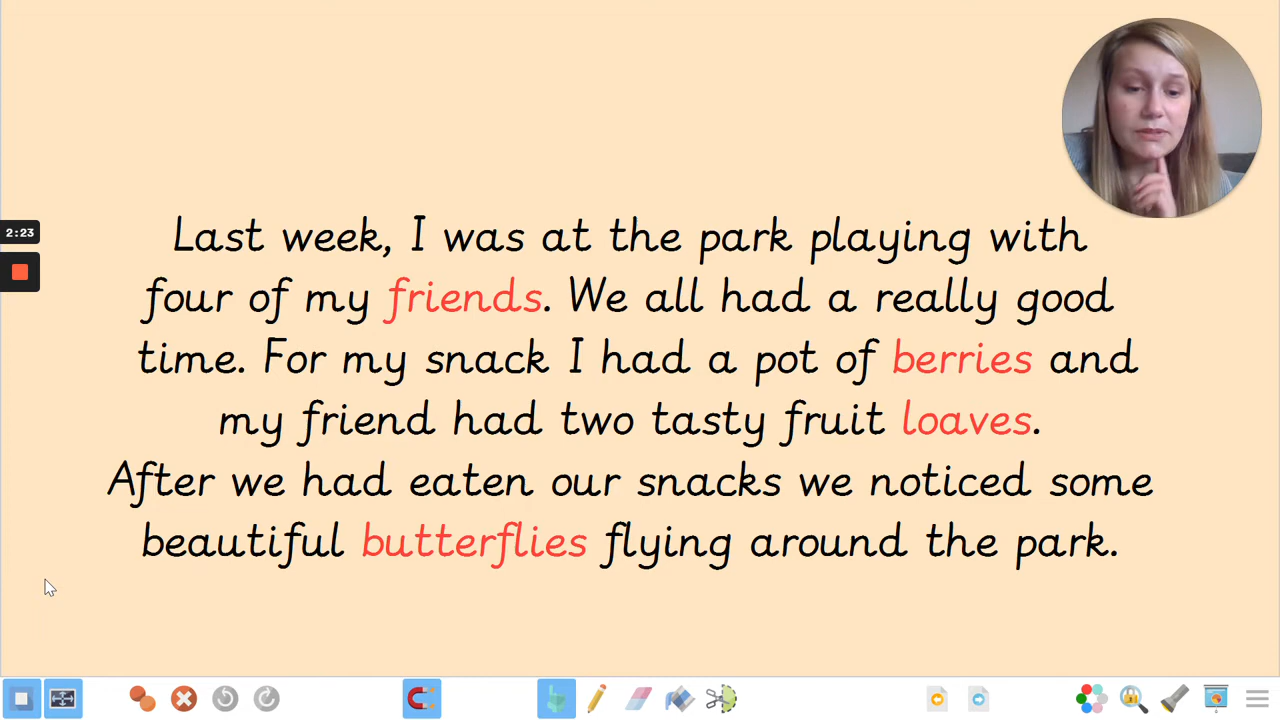 2:23
Last week, I was at the park playing with
four of my friends. We all had a really good
time. For my snack I had a pot of berries and
my friend had two tasty fruit loaves.
After we had eaten our snacks we noticed some
beautiful butterflies flying around the park.